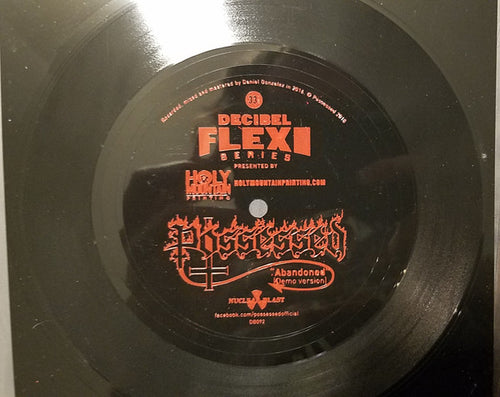 Recorded, mixed and mastered by Daniel Gonzalez in 2016. © Possessed 2016
33
DECIBEL
FLEXI
SERIES
PRESENTED BY
HOLY
MOUNTAIN
PRINTING
HOLYMOUNTAINPRINTING.COM
Possessed
"Abandoned
(Demo version)
NUCLEAR BLAST
facebook.com/possessedofficial
DB092